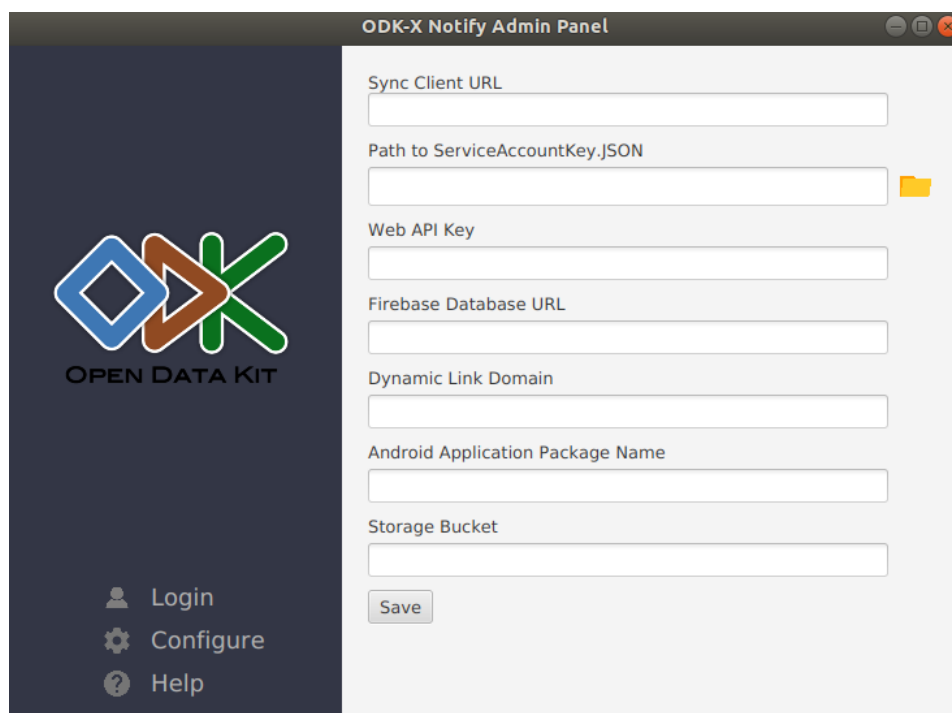 ODK-X Notify Admin Panel
Sync Client URL
Path to ServiceAccountKey.JSON
Web API Key
Firebase Database URL
Dynamic Link Domain
Android Application Package Name
Storage Bucket
Save
ODK
OPEN DATA KIT
Login
Configure
Help